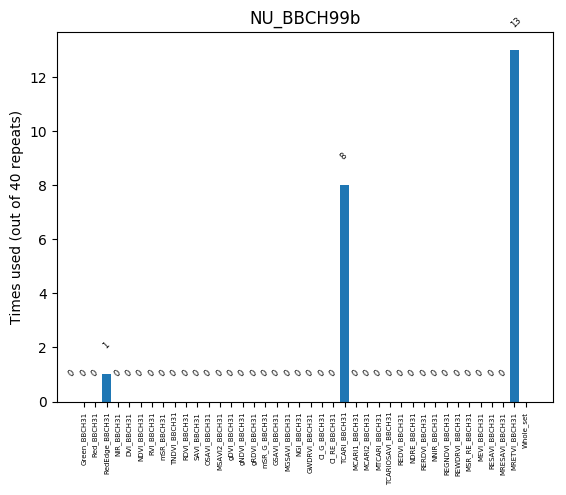 NU_BBCH99b
Times used (out of 40 repeats)
12
10
8
6
4
2
0
0 0 0 1 0 0 0 0 0 0 0 0 0 0 0 0 0 0 0 0 0 0 0 0 8 0 0 0 0 0 0 0 0 0 0 0 0 0 0 13
Green_BBCH31
Red_BBCH31
RedEdge_BBCH31
NIR_BBCH31
DVI_BBCH31
NDVI_BBCH31
RVI_BBCH31
mSR_BBCH31
TNDVI_BBCH31
RDVI_BBCH31
SAVI_BBCH31
OSAVI_BBCH31
MSAVI2_BBCH31
gDVI_BBCH31
gNDVI_BBCH31
gRDVI_BBCH31
mSR_G_BBCH31
GSAVI_BBCH31
MGSAVI_BBCH31
NGI_BBCH31
GWDRVI_BBCH31
CI_G_BBCH31
CI_RE_BBCH31
TCARI_BBCH31
MCARI1_BBCH31
MCARI2_BBCH31
MTCARI_BBCH31
TCARIOSAVI_BBCH31
REDVI_BBCH31
NDRE_BBCH31
RERDVI_BBCH31
NNIR_BBCH31
REGNDVI_BBCH31
REWDRVI_BBCH31
MSR_RE_BBCH31
MEVI_BBCH31
RESAVI_BBCH31
MRESAVI_BBCH31
MRETVI_BBCH31
Whole_set